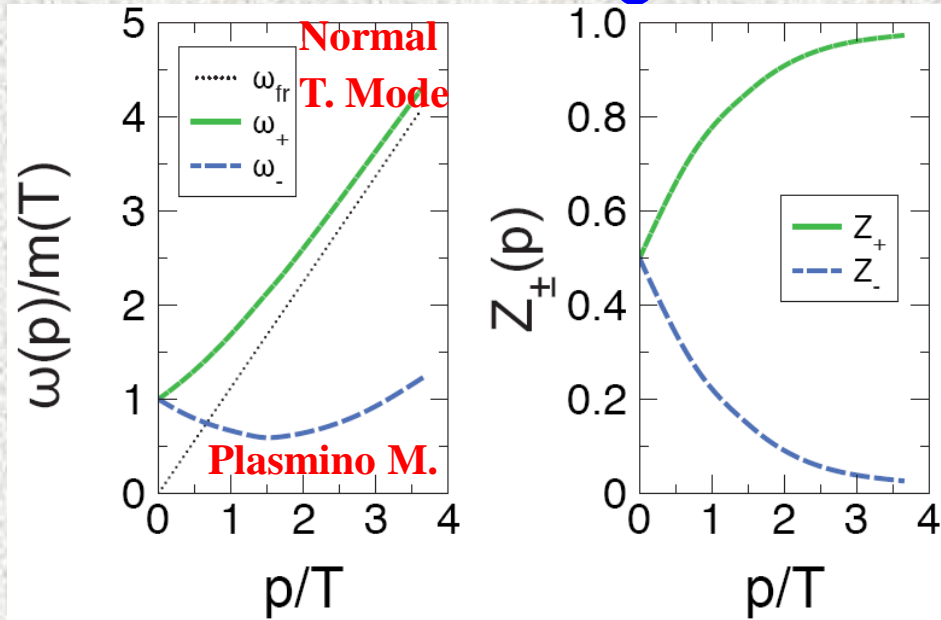 Normal
T. Mode
ω_fr
ω_+
ω_-
Plasmino M.
ω(p)/m(T)
5
4
3
2
1
0
0 1 2 3 4
p/T
Z_±(p)
1.0
0.8
0.6
0.4
0.2
0
Z_+
Z_-
0 1 2 3 4
p/T